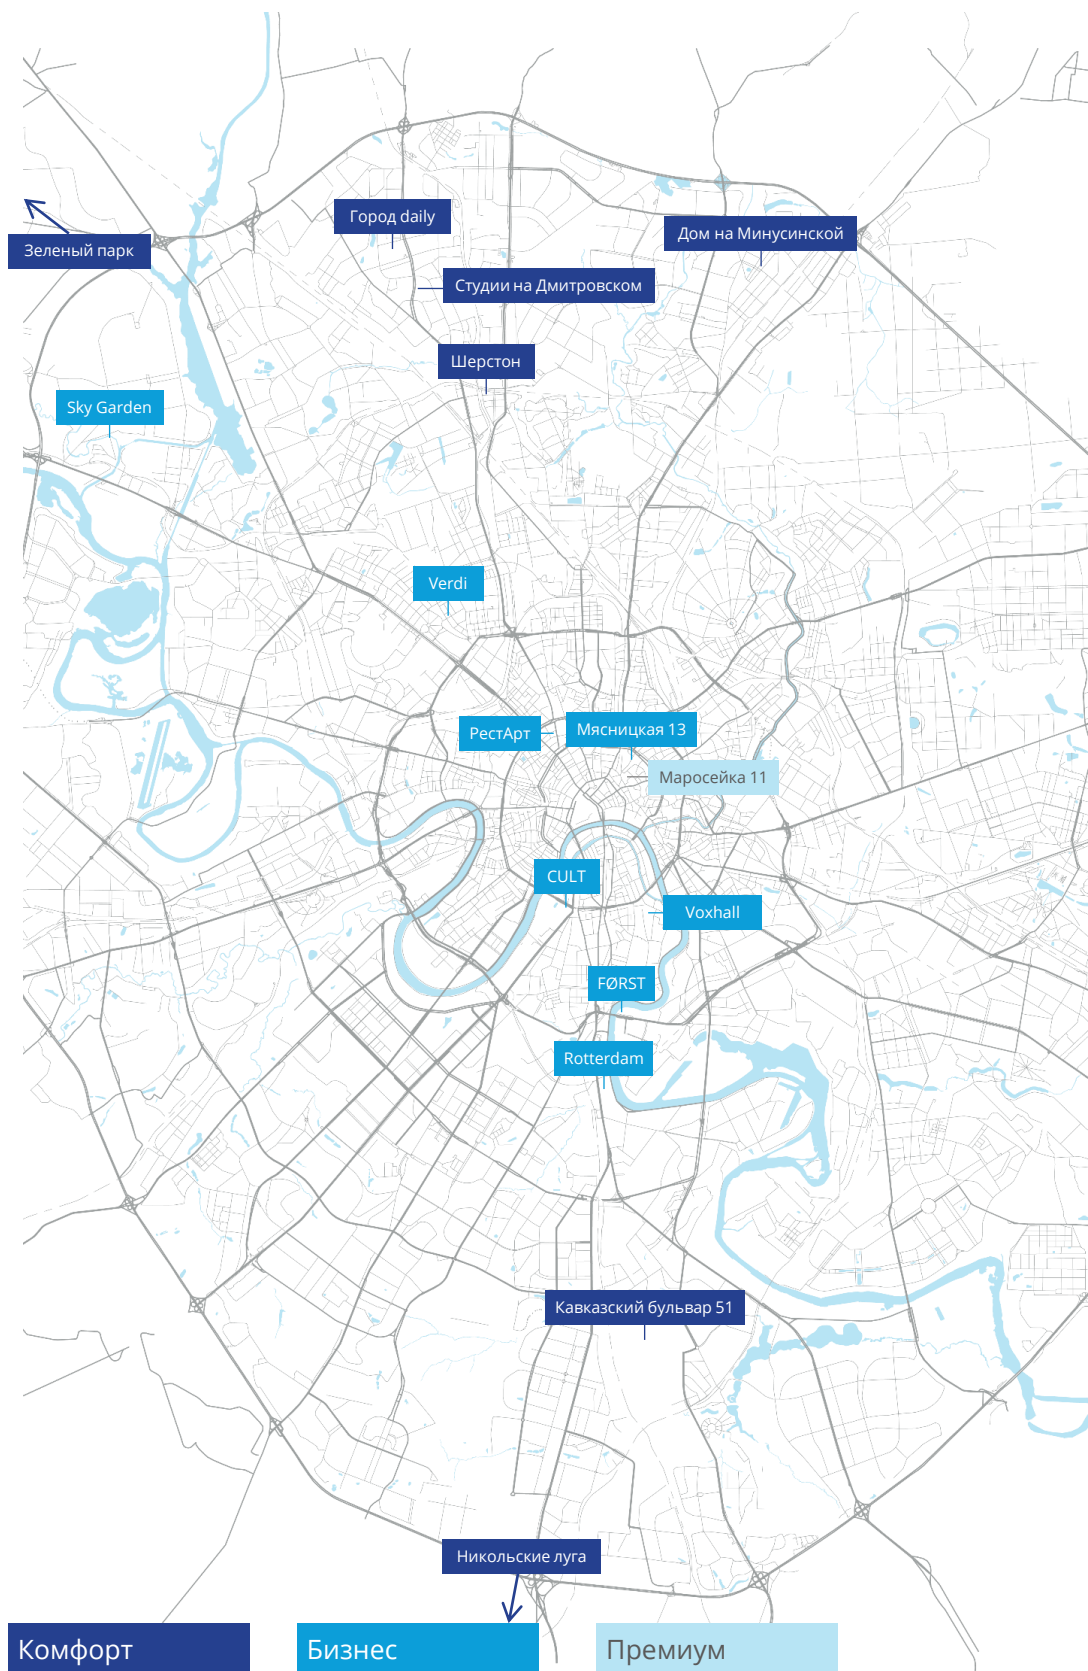 Город daily
Дом на Минусинской
Зеленый парк
Студии на Дмитровском
Шерстон
Sky Garden
Verdi
РестАрт
Мясницкая 13
Маросейка 11
CULT
Voxhall
FØRST
Rotterdam
Кавказский бульвар 51
Никольские луга
Комфорт
Бизнес
Премиум